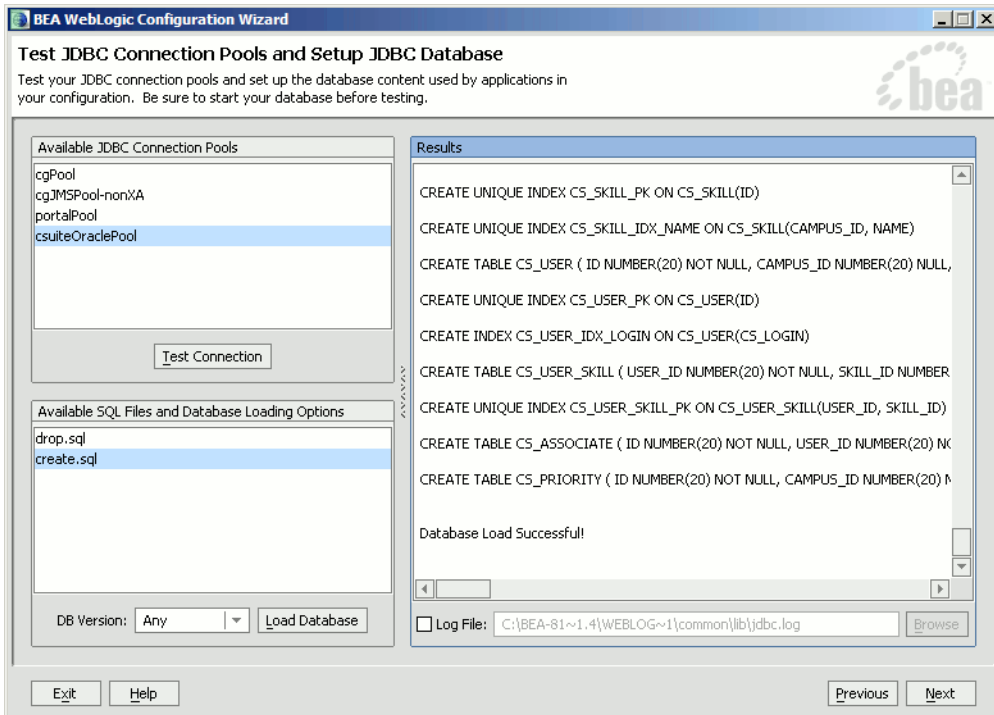 BEA WebLogic Configuration Wizard
Test JDBC Connection Pools and Setup JDBC Database
Test your JDBC connection pools and set up the database content used by applications in
your configuration.  Be sure to start your database before testing.
bea
Available JDBC Connection Pools
cgPool
cgJMSPool-nonXA
portalPool
csuiteOraclePool
Test Connection
Available SQL Files and Database Loading Options
drop.sql
create.sql
DB Version:
Any
Load Database
Results
CREATE UNIQUE INDEX CS_SKILL_PK ON CS_SKILL(ID)
CREATE UNIQUE INDEX CS_SKILL_IDX_NAME ON CS_SKILL(CAMPUS_ID, NAME)
CREATE TABLE CS_USER ( ID NUMBER(20) NOT NULL, CAMPUS_ID NUMBER(20) NULL,
CREATE UNIQUE INDEX CS_USER_PK ON CS_USER(ID)
CREATE INDEX CS_USER_IDX_LOGIN ON CS_USER(CS_LOGIN)
CREATE TABLE CS_USER_SKILL ( USER_ID NUMBER(20) NOT NULL, SKILL_ID NUMBER
CREATE UNIQUE INDEX CS_USER_SKILL_PK ON CS_USER_SKILL(USER_ID, SKILL_ID)
CREATE TABLE CS_ASSOCIATE ( ID NUMBER(20) NOT NULL, USER_ID NUMBER(20)
CREATE TABLE CS_PRIORITY ( ID NUMBER(20) NOT NULL, CAMPUS_ID NUMBER(20)
Database Load Successful!
Log File:
C:\BEA-81~1.4\WEBLOG~1\common\lib\jdbc.log
Browse
Exit
Help
Previous
Next